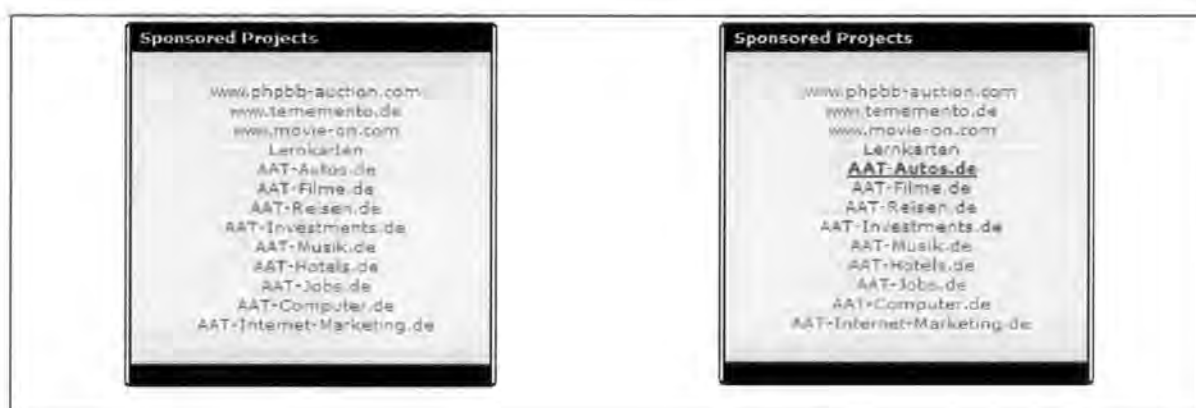 Sponsored Projects
www.phpbb-auction.com
www.tememento.de
www.movie-on.com
Lernkarten
AAT-Autos.de
AAT-Filme.de
AAT-Reisen.de
AAT-Investments.de
AAT-Musik.de
AAT-Hotels.de
AAT-Jobs.de
AAT-Computer.de
AAT-Internet-Marketing.de
Sponsored Projects
www.phpbb-auction.com
www.tememento.de
www.movie-on.com
Lernkarten
AAT-Autos.de
AAT-Filme.de
AAT-Reisen.de
AAT-Investments.de
AAT-Musik.de
AAT-Hotels.de
AAT-Jobs.de
AAT-Computer.de
AAT-Internet-Marketing.de